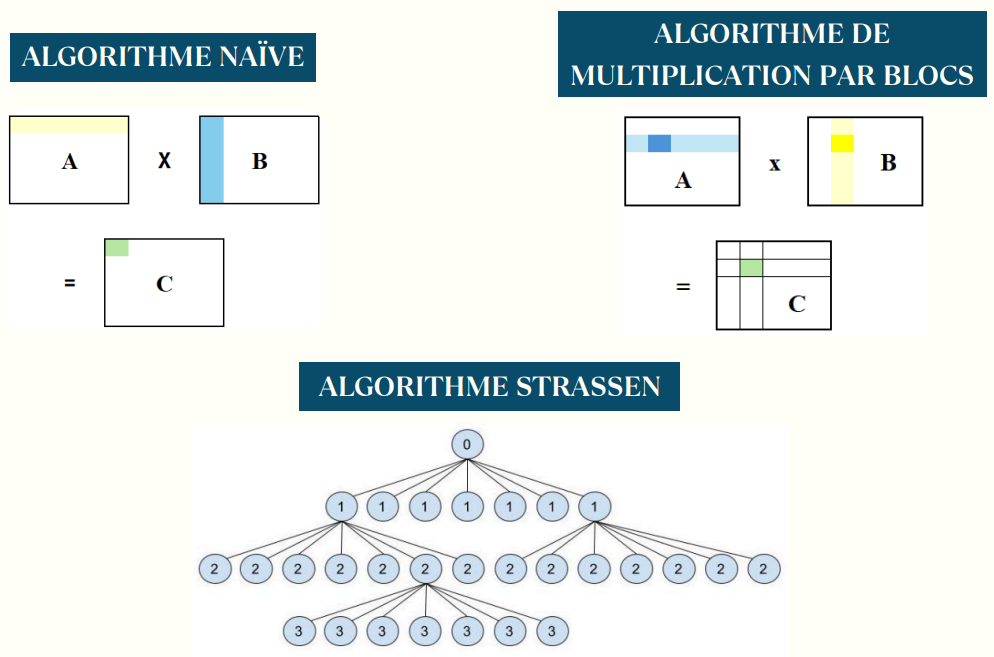 ALGORITHME NAÏVE
A X B
= C
ALGORITHME DE
MULTIPLICATION PAR BLOCS
A x B
= C
ALGORITHME STRASSEN
0
1 1 1 1 1 1 1
2 2 2 2 2 2 2 2 2 2 2 2 2 2
3 3 3 3 3 3 3